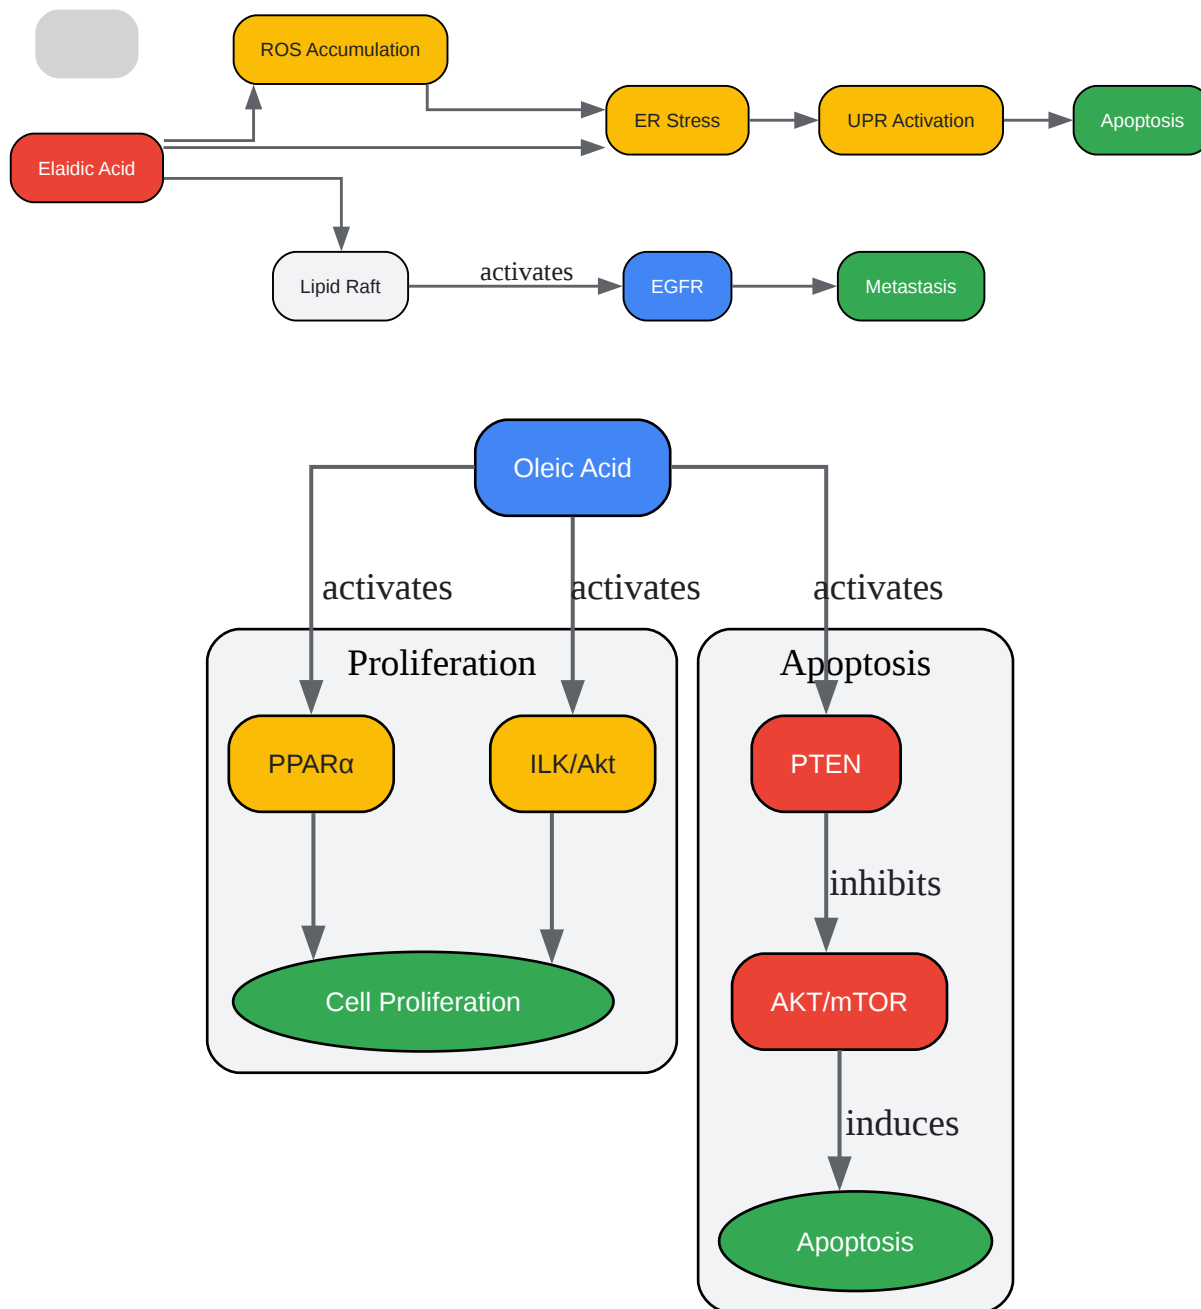 ROS Accumulation
ER Stress
UPR Activation
Apoptosis
Elaidic Acid
Lipid Raft
activates
EGFR
Metastasis
Oleic Acid
activates
activates
activates
Proliferation
Apoptosis
PPARα
ILK/Akt
PTEN
inhibits
Cell Proliferation
AKT/mTOR
induces
Apoptosis